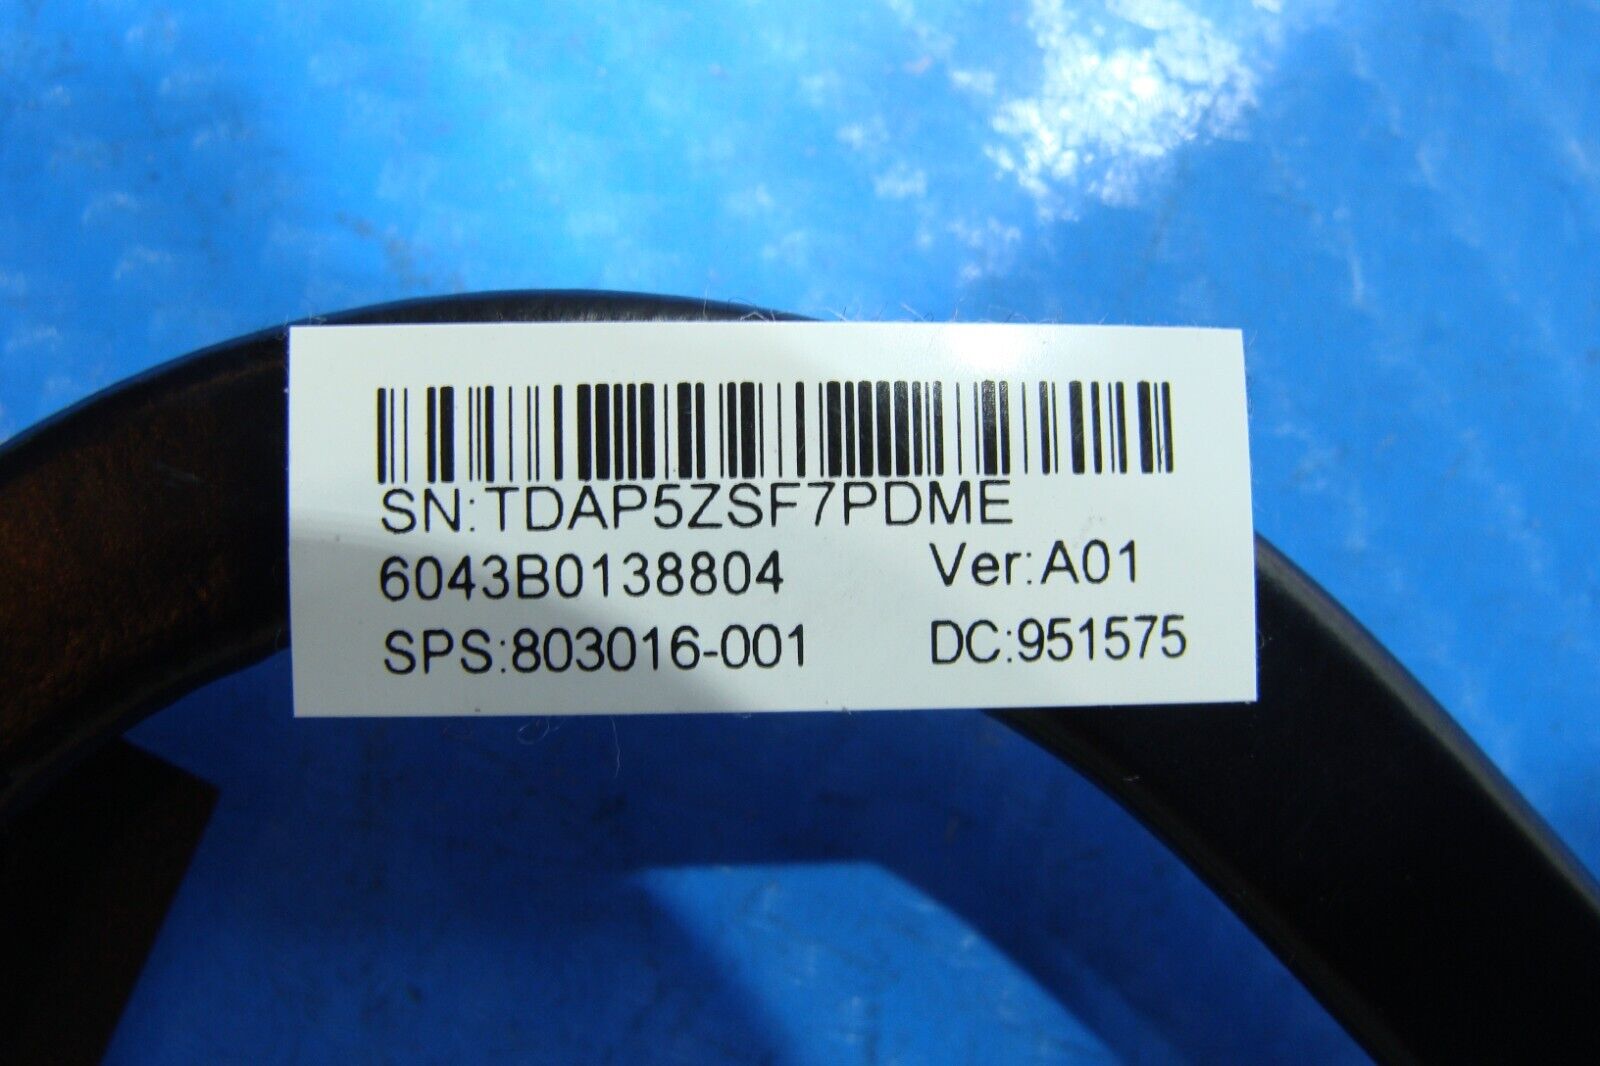 SN:TDAP5ZSF7PDME
6043B0138804 Ver:A01
SPS:803016-001 DC:951575